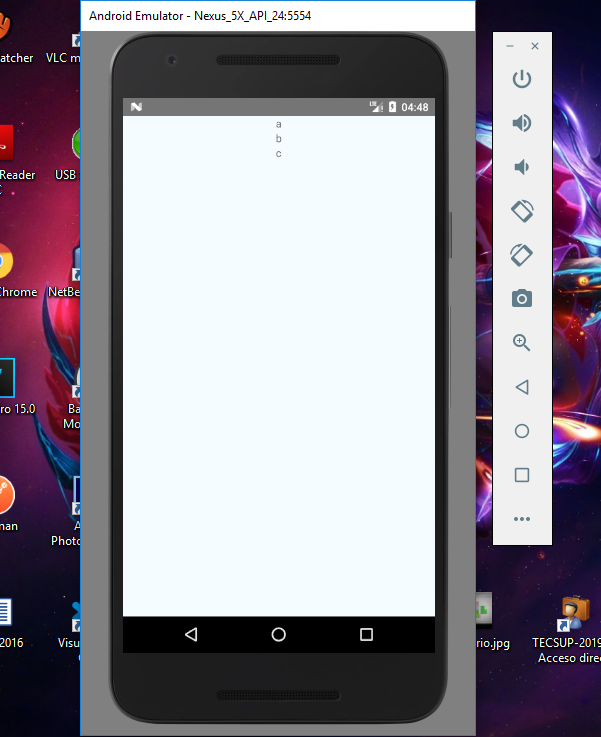 Android Emulator - Nexus_5X_API_24:5554
atcher
VLC m
LTE
04:48
a
b
c
Reader
USB
Chrome
NetBe
ro 15.0
Ba
Mo
man
A
Photo
2016
Visu
rio.jpg
TECSUP-2019
Acceso dire